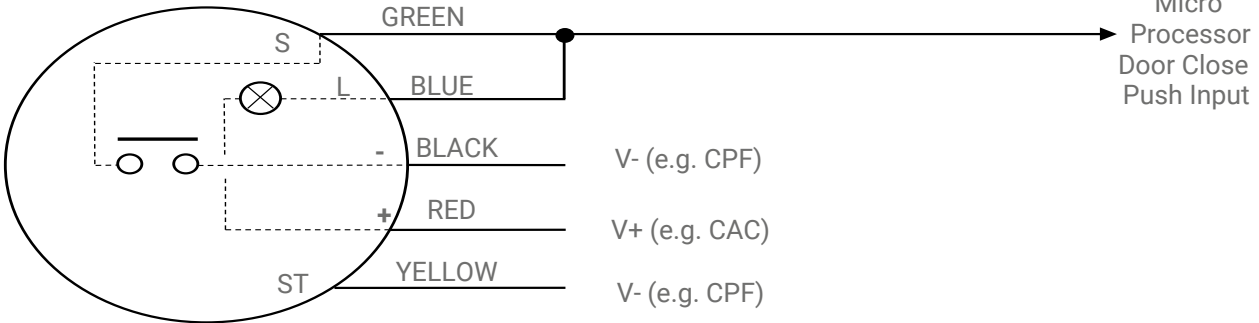 GREEN
S
Micro
Processor
Door Close
Push Input
L
BLUE
-
BLACK
V- (e.g. CPF)
+
RED
V+ (e.g. CAC)
ST
YELLOW
V- (e.g. CPF)